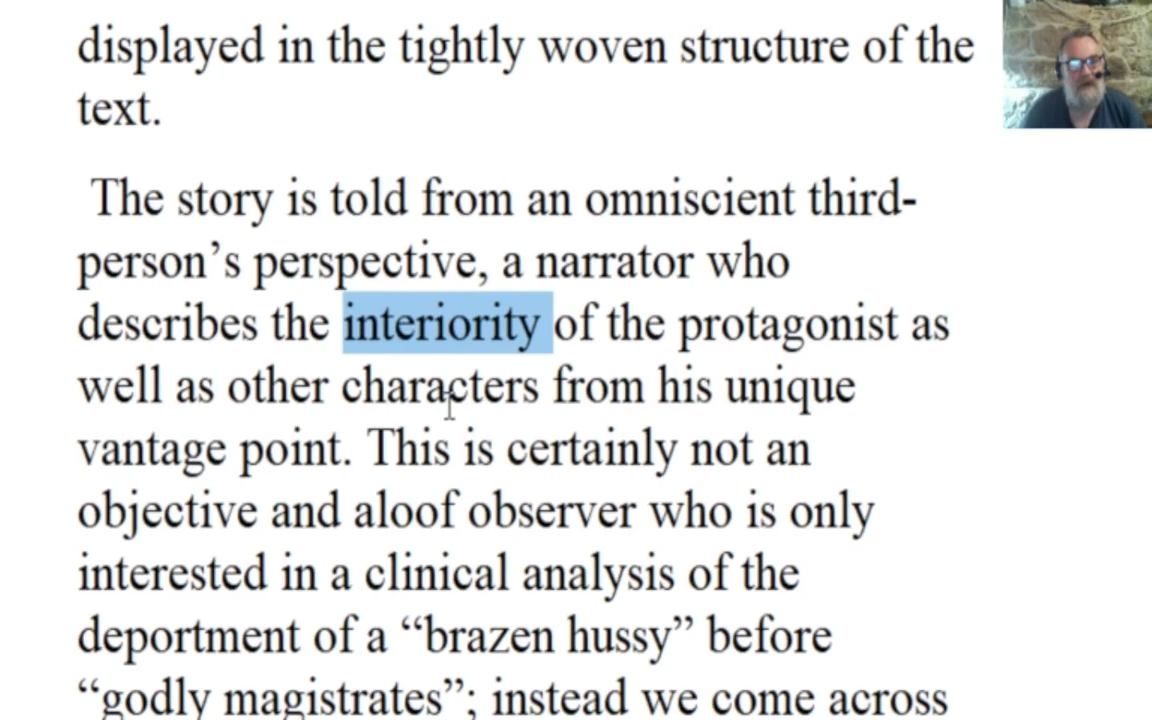 displayed in the tightly woven structure of the
text.
The story is told from an omniscient third-
person’s perspective, a narrator who
describes the interiority of the protagonist as
well as other characters from his unique
vantage point. This is certainly not an
objective and aloof observer who is only
interested in a clinical analysis of the
deportment of a “brazen hussy” before
“godly magistrates”; instead we come across